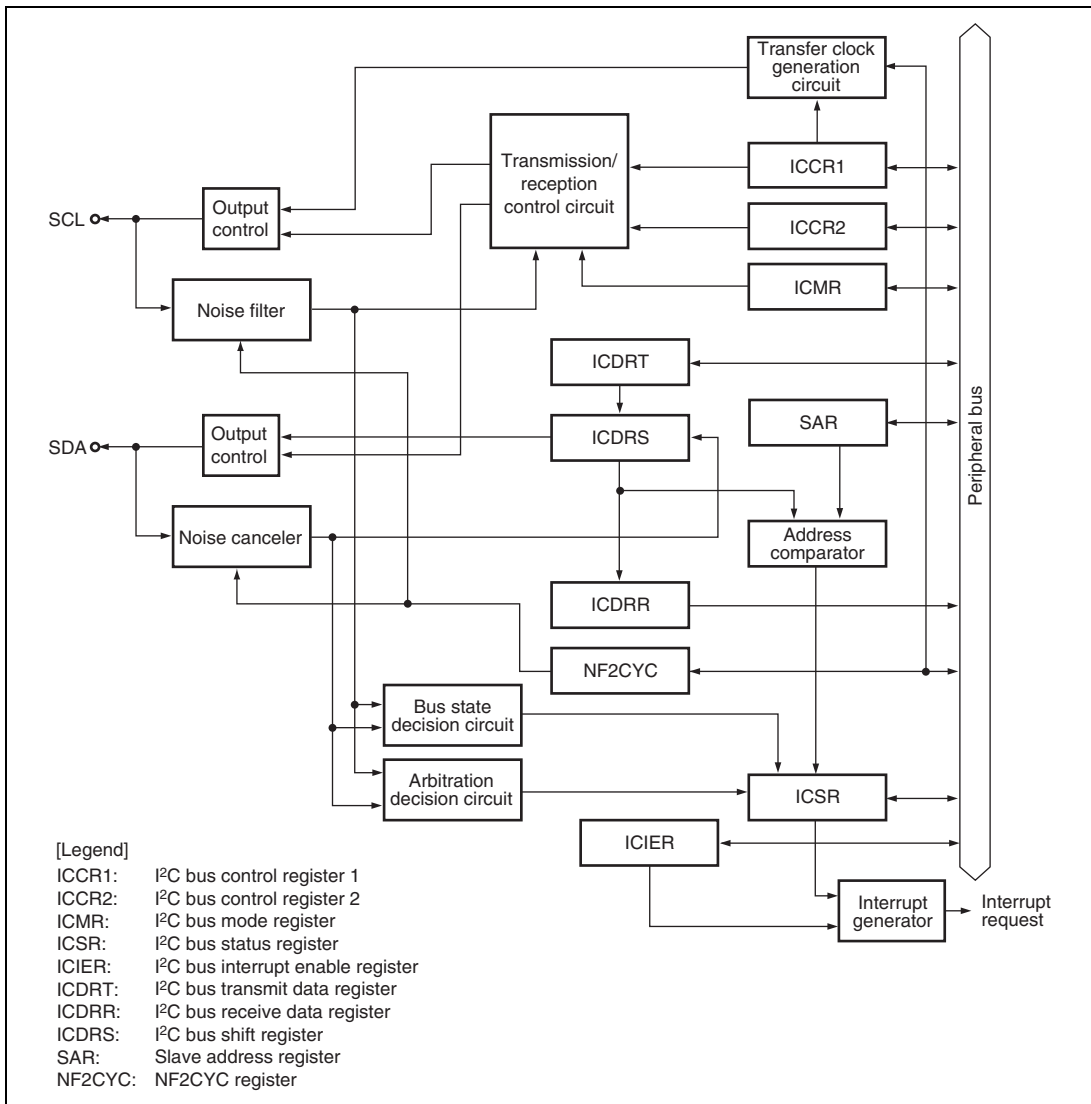 Transfer clock
generation
circuit
Transmission/
reception
control circuit
ICCR1
Output
control
SCL
ICCR2
ICMR
Noise filter
ICDRT
Peripheral bus
SAR
Output
control
ICDRS
SDA
Noise canceler
Address
comparator
ICDRR
NF2CYC
Bus state
decision circuit
Arbitration
decision circuit
ICSR
ICIER
Interrupt
generator
Interrupt
request
[Legend]
ICCR1: I²C bus control register 1
ICCR2: I²C bus control register 2
ICMR: I²C bus mode register
ICSR: I²C bus status register
ICIER: I²C bus interrupt enable register
ICDRT: I²C bus transmit data register
ICDRR: I²C bus receive data register
ICDRS: I²C bus shift register
SAR: Slave address register
NF2CYC: NF2CYC register